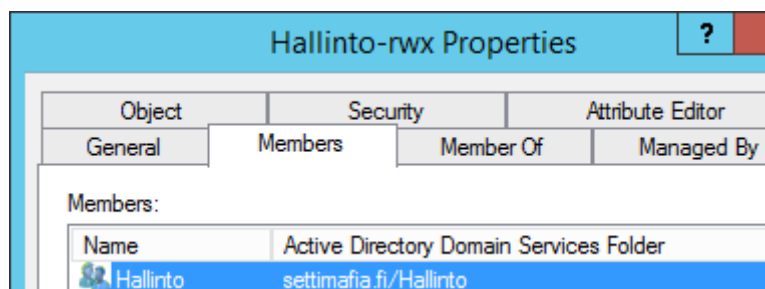 Hallinto-rwx Properties ?
Object Security Attribute Editor
General Members Member Of Managed By
Members:
Name Active Directory Domain Services Folder
Hallinto settimafia.fi/Hallinto